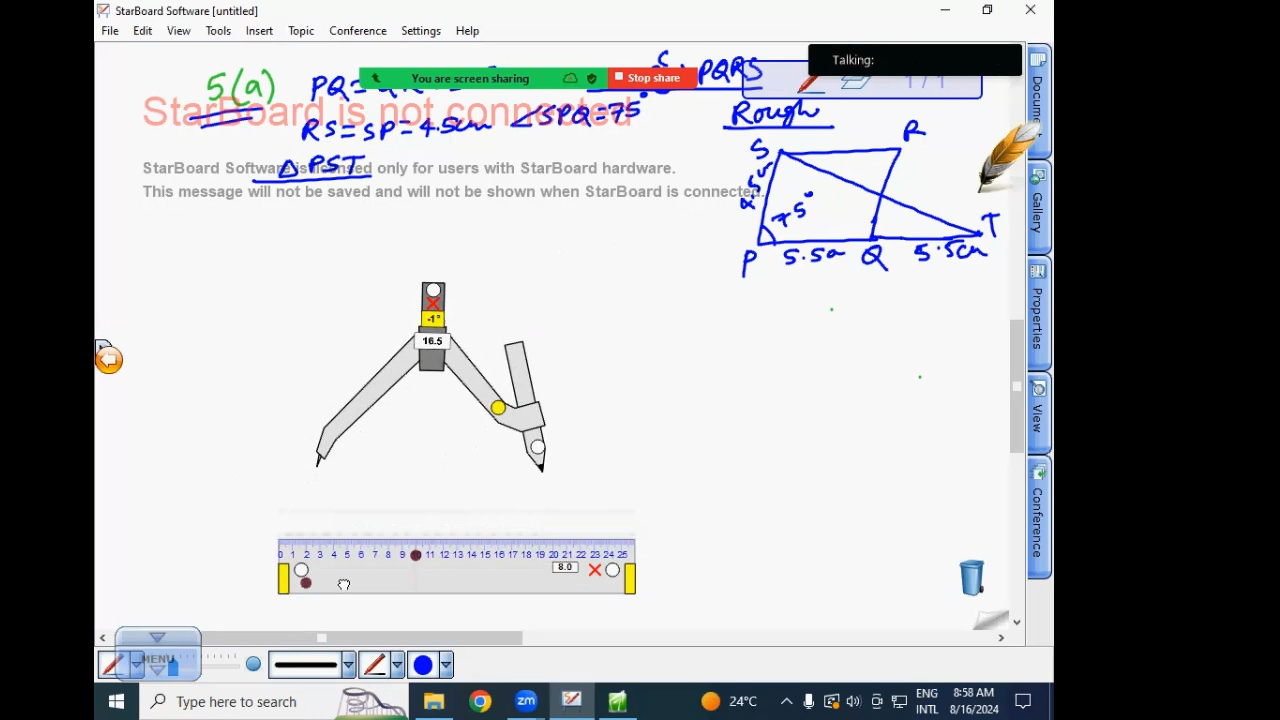 StarBoard Software [untitled]
File Edit View Tools Insert Topic Conference Settings Help
Talking:
You are screen sharing Stop share
5(a) PQ= PQRS 1/1
StarBoard is not connected
RS=SP=4.5cm ∠SPQ=75° Rough
Δ PST
StarBoard Software is licensed only for users with StarBoard hardware.
This message will not be saved and will not be shown when StarBoard is connected.
S R
75°
P 5.5cm Q 5.5cm T
-1°
16.5
0 1 2 3 4 5 6 7 8 9 11 12 13 14 15 16 17 18 19 20 21 22 23 24 25
8.0
Document
Gallery
Properties
View
Conference
MENU
Type here to search
zm
24°C
ENG
INTL
8:58 AM
8/16/2024